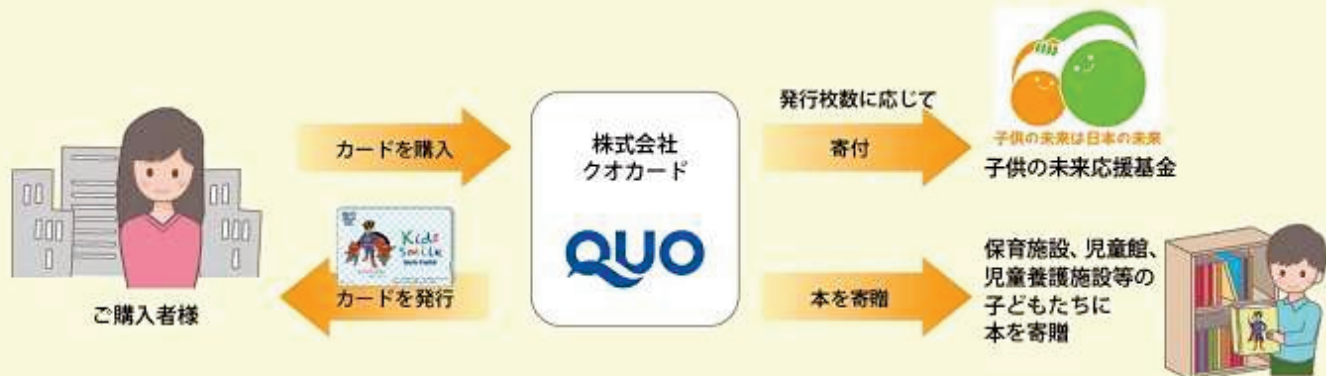 ご購入者様
カードを購入
Kids
Smile
カードを発行
株式会社
クオカード
QUO
発行枚数に応じて
寄付
子供の未来は日本の未来
子供の未来応援基金
本を寄贈
保育施設、児童館、
児童養護施設等の
子どもたちに
本を寄贈